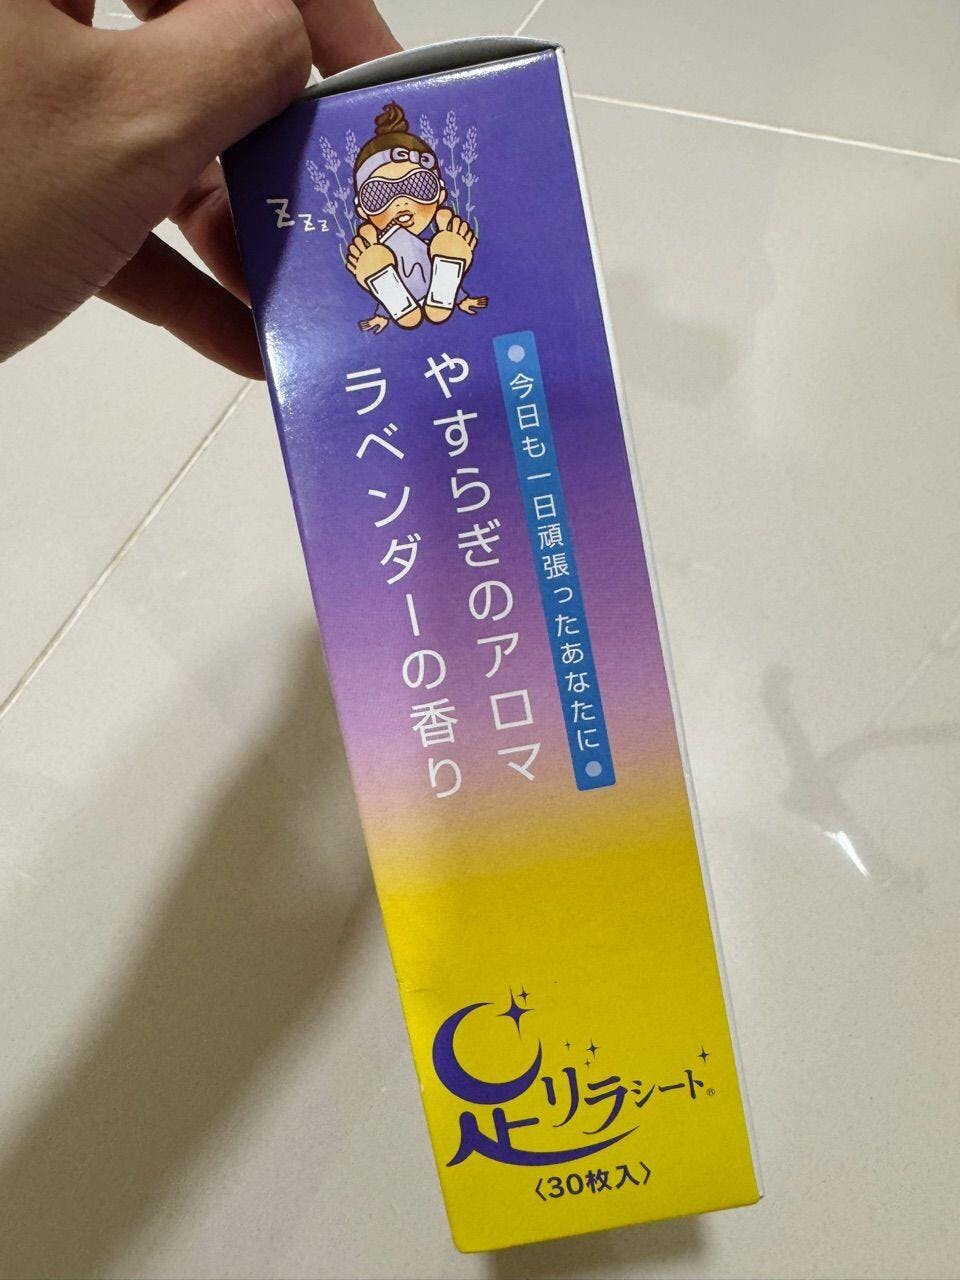 Z z z
今日も一日頑張ったあなたに
やすらぎのアロマ
ラベンダーの香り
足リラシート®
〈30枚入〉